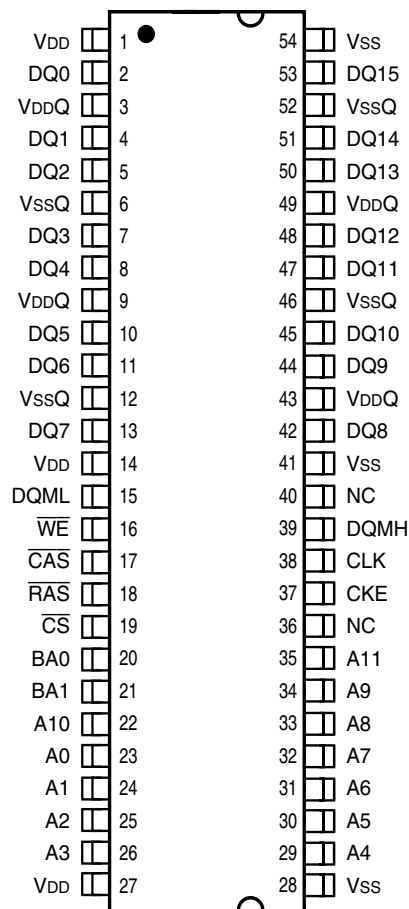 VDD 1 54 VSS
DQ0 2 53 DQ15
VDDQ 3 52 VSSQ
DQ1 4 51 DQ14
DQ2 5 50 DQ13
VSSQ 6 49 VDDQ
DQ3 7 48 DQ12
DQ4 8 47 DQ11
VDDQ 9 46 VSSQ
DQ5 10 45 DQ10
DQ6 11 44 DQ9
VSSQ 12 43 VDDQ
DQ7 13 42 DQ8
VDD 14 41 VSS
DQML 15 40 NC
W̅E̅ 16 39 DQMH
C̅A̅S̅ 17 38 CLK
R̅A̅S̅ 18 37 CKE
C̅S̅ 19 36 NC
BA0 20 35 A11
BA1 21 34 A9
A10 22 33 A8
A0 23 32 A7
A1 24 31 A6
A2 25 30 A5
A3 26 29 A4
VDD 27 28 VSS